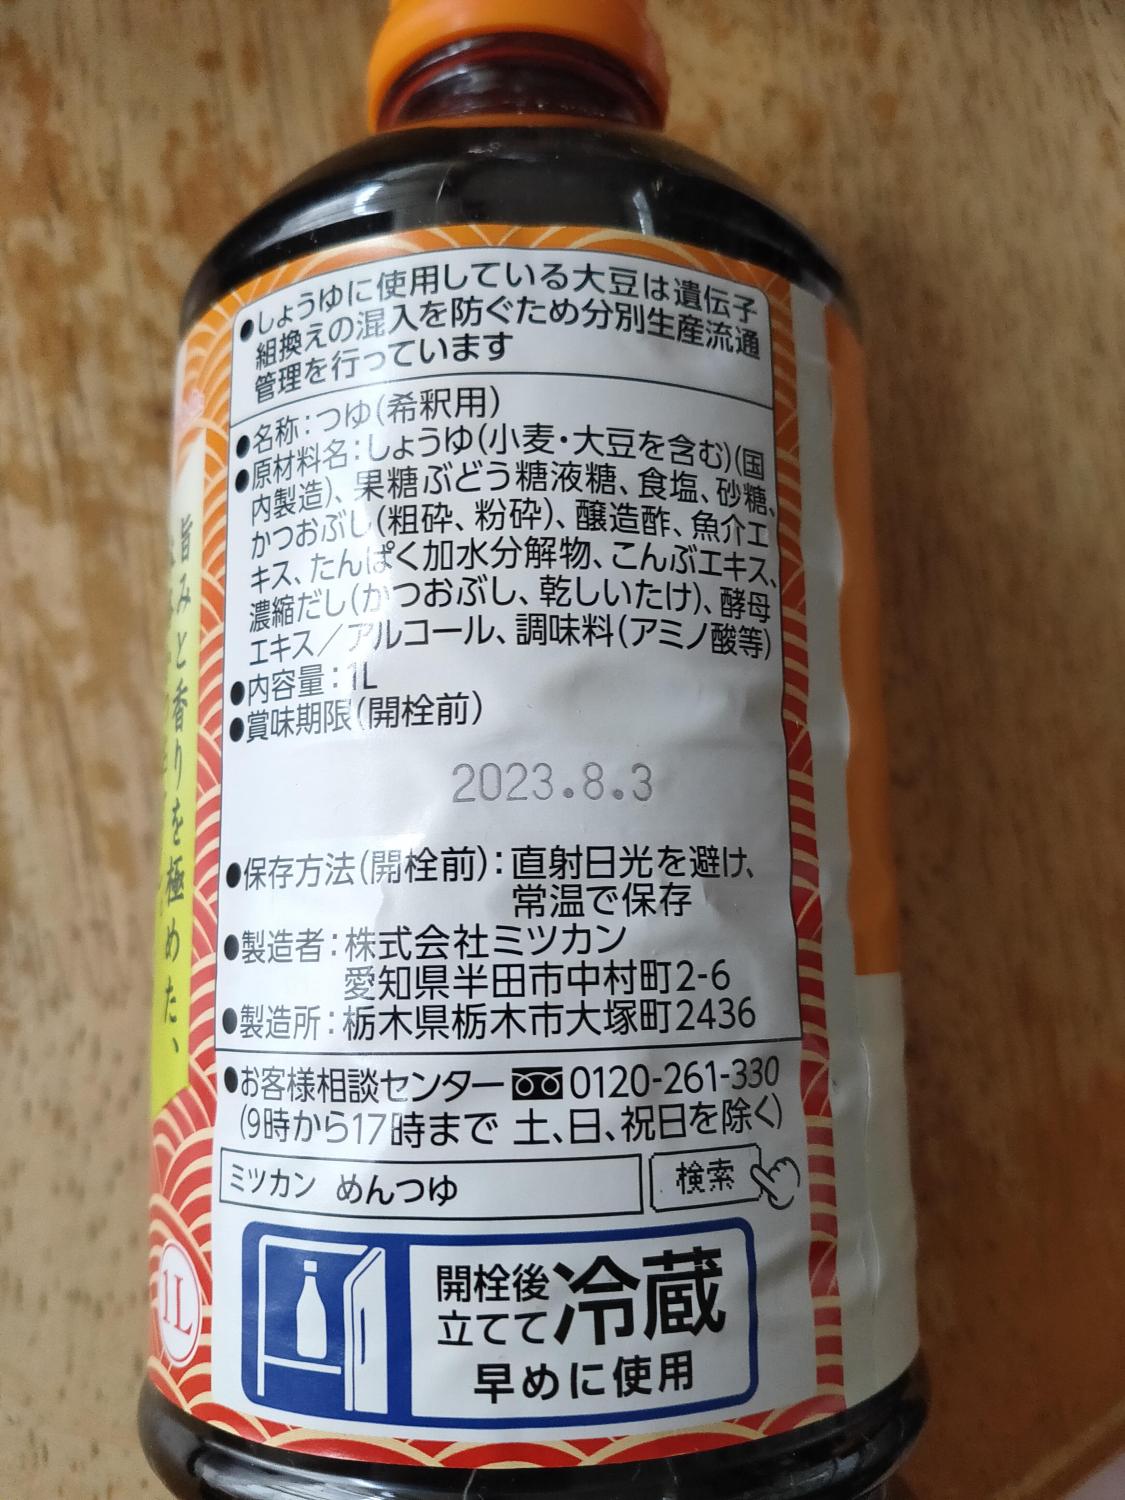 ●しょうゆに使用している大豆は遺伝子
組換えの混入を防ぐため分別生産流通
管理を行っています
●名称:つゆ(希釈用)
●原材料名:しょうゆ(小麦・大豆を含む)(国
内製造)、果糖ぶどう糖液糖、食塩、砂糖、
かつおぶし(粗砕、粉砕)、醸造酢、魚介エ
キス、たんぱく加水分解物、こんぶエキス、
濃縮だし(かつおぶし、乾しいたけ)、酵母
エキス/アルコール、調味料(アミノ酸等)
●内容量:1L
●賞味期限(開栓前)
2023.8.3
●保存方法(開栓前):直射日光を避け、
常温で保存
●製造者:株式会社ミツカン
愛知県半田市中村町2-6
●製造所:栃木県栃木市大塚町2436
●お客様相談センター 0120-261-330
(9時から17時まで 土、日、祝日を除く)
ミツカン めんつゆ 検索
開栓後
立てて冷蔵
早めに使用
旨みと香りを極めた、
1L